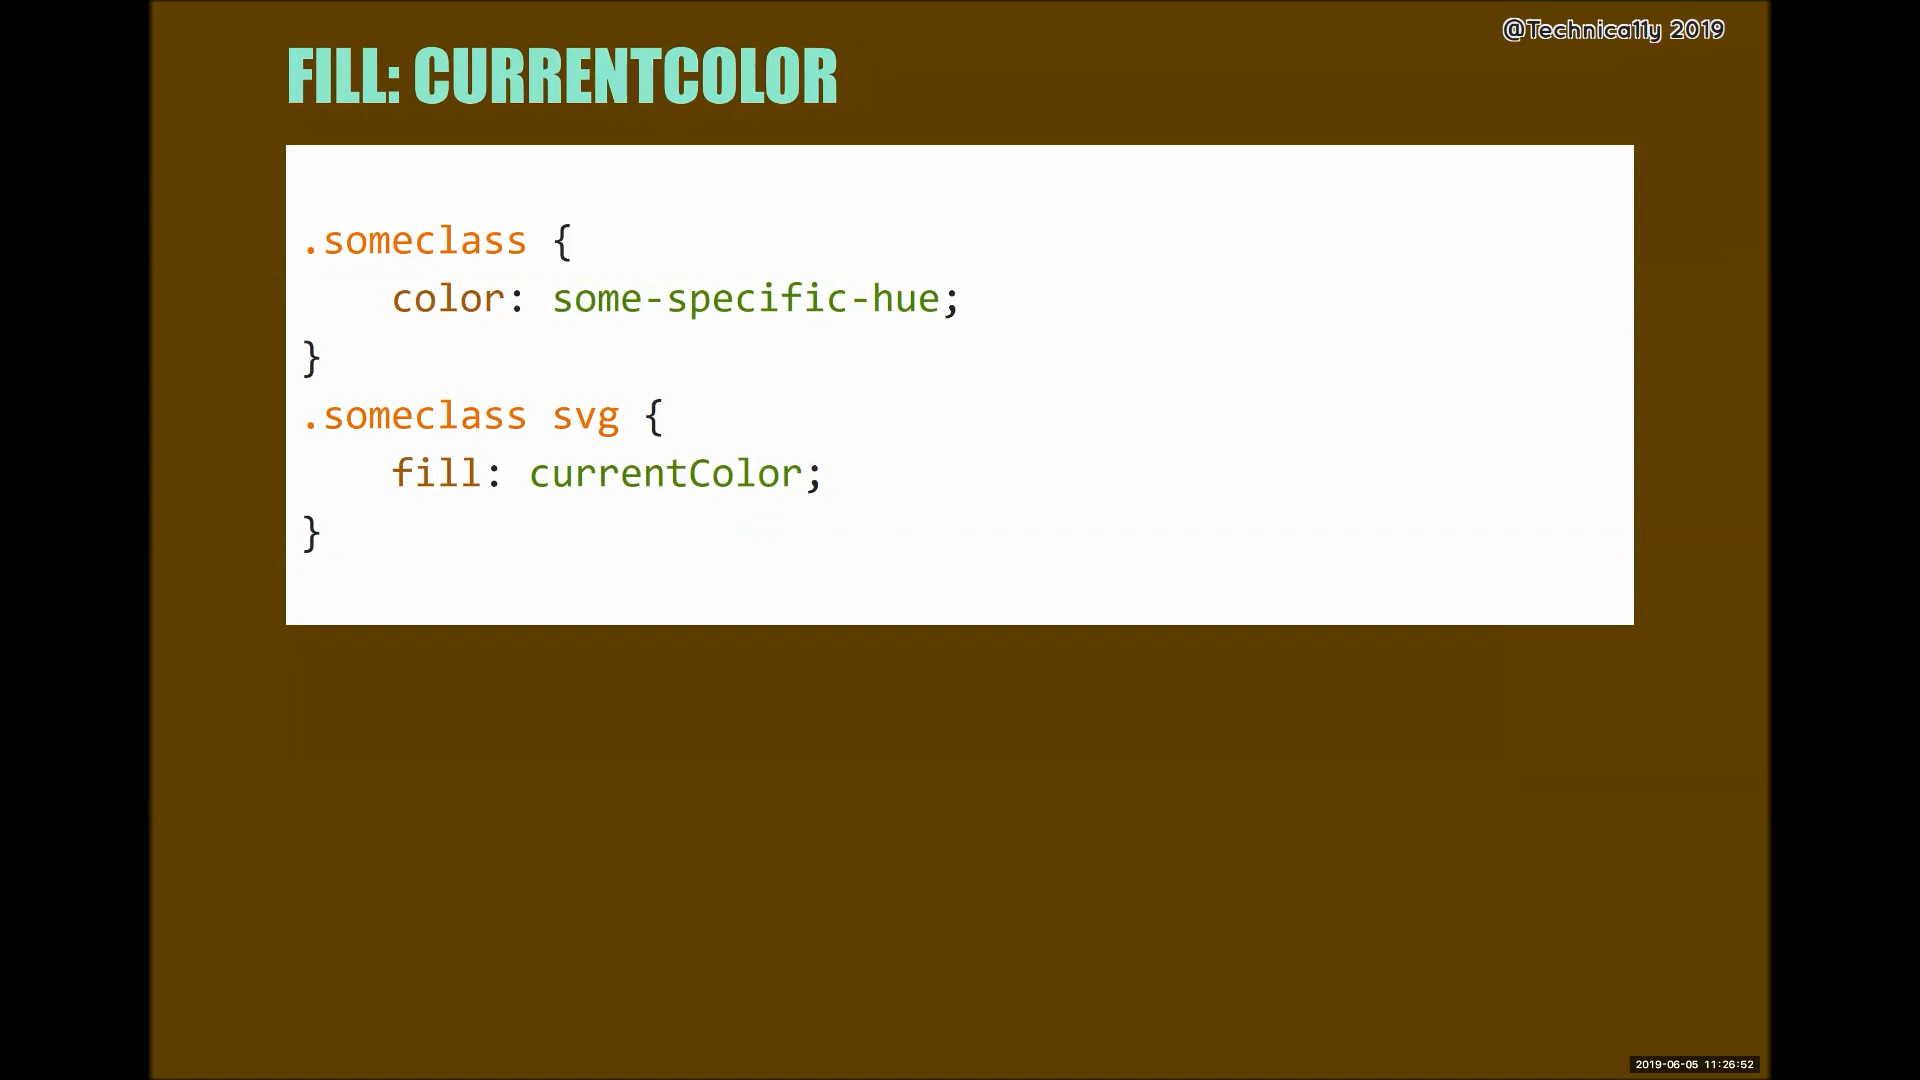 @Technica11y 2019
FILL: CURRENTCOLOR
.someclass {
    color: some-specific-hue;
}
.someclass svg {
    fill: currentColor;
}
2019-06-05 11:26:52